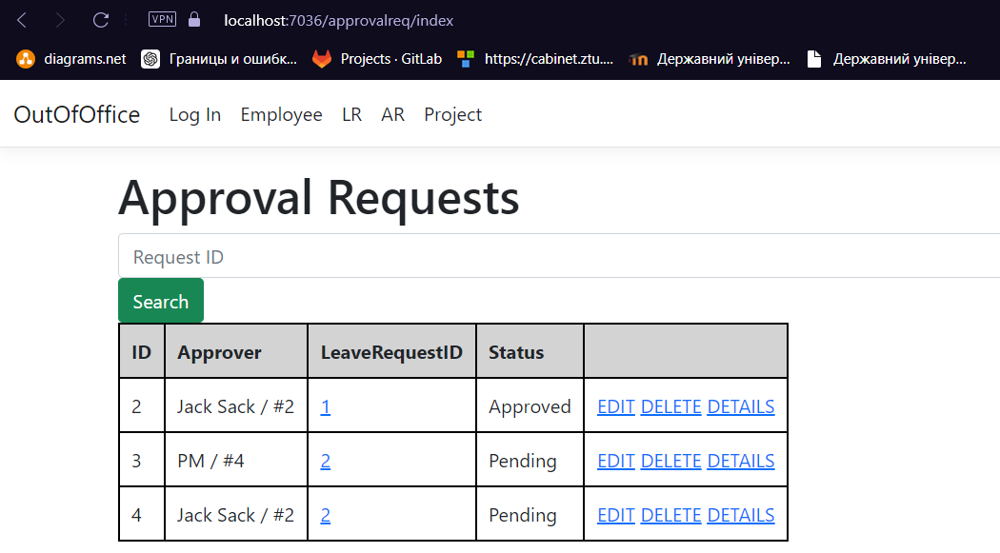 VPN localhost:7036/approvalreq/index
diagrams.net Границы и ошибк... Projects · GitLab https://cabinet.ztu.... Державний універ... Державний універ...
OutOfOffice Log In Employee LR AR Project
Approval Requests
Request ID
Search
ID Approver LeaveRequestID Status
2 Jack Sack / #2 1 Approved EDIT DELETE DETAILS
3 PM / #4 2 Pending EDIT DELETE DETAILS
4 Jack Sack / #2 2 Pending EDIT DELETE DETAILS